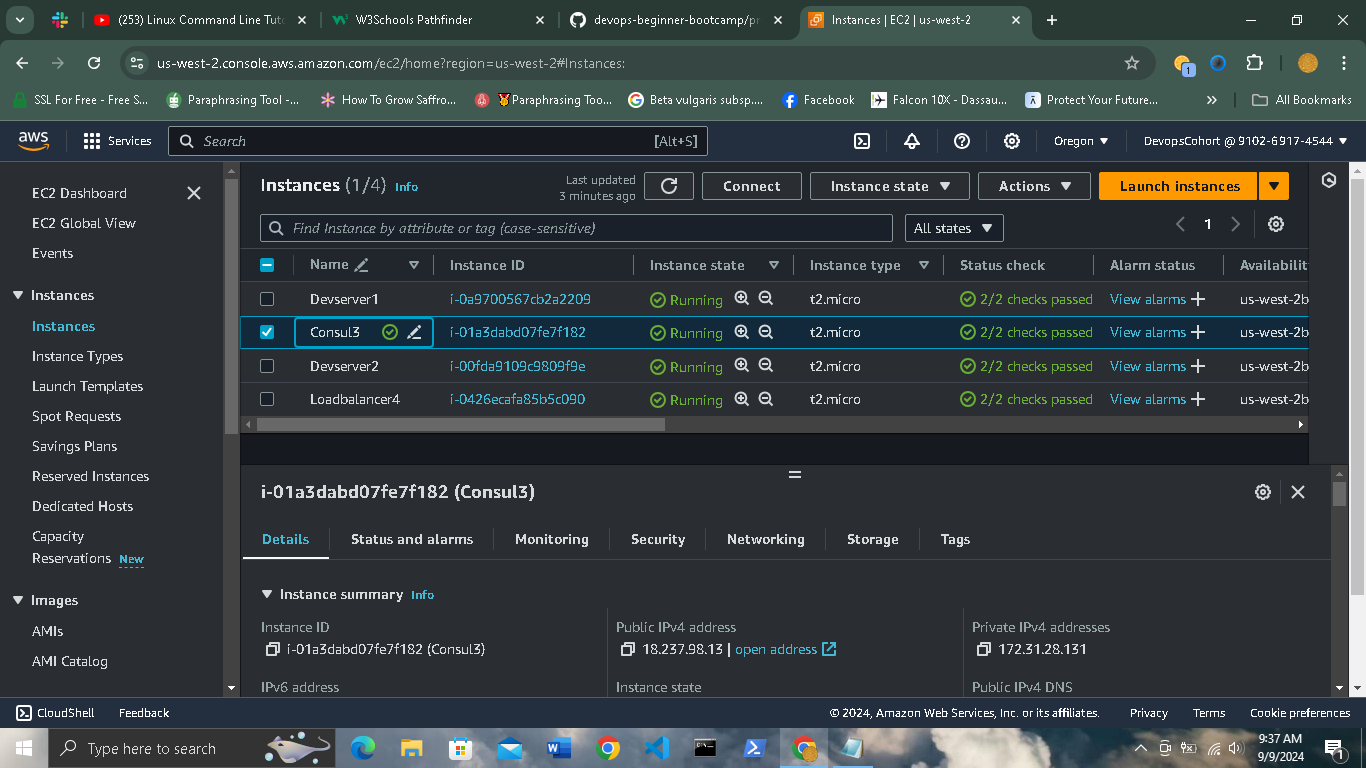 (253) Linux Command Line Tuto
W3Schools Pathfinder
devops-beginner-bootcamp/pr
Instances | EC2 | us-west-2
us-west-2.console.aws.amazon.com/ec2/home?region=us-west-2#Instances:
1
SSL For Free - Free S...
Paraphrasing Tool -...
How To Grow Saffro...
Paraphrasing Too...
Beta vulgaris subsp....
Facebook
Falcon 10X - Dassau...
Protect Your Future...
All Bookmarks
aws
Services
Search
[Alt+S]
Oregon
DevopsCohort @ 9102-6917-4544
EC2 Dashboard
EC2 Global View
Events
Instances
Instances
Instance Types
Launch Templates
Spot Requests
Savings Plans
Reserved Instances
Dedicated Hosts
Capacity
Reservations New
Images
AMIs
AMI Catalog
Instances (1/4) Info
Last updated
3 minutes ago
Connect
Instance state
Actions
Launch instances
Find Instance by attribute or tag (case-sensitive)
All states
1
Name Instance ID Instance state Instance type Status check Alarm status Availabilit
Devserver1 i-0a9700567cb2a2209 Running t2.micro 2/2 checks passed View alarms us-west-2b
Consul3 i-01a3dabd07fe7f182 Running t2.micro 2/2 checks passed View alarms us-west-2b
Devserver2 i-00fda9109c9809f9e Running t2.micro 2/2 checks passed View alarms us-west-2b
Loadbalancer4 i-0426ecafa85b5c090 Running t2.micro 2/2 checks passed View alarms us-west-2b
i-01a3dabd07fe7f182 (Consul3)
Details
Status and alarms
Monitoring
Security
Networking
Storage
Tags
Instance summary Info
Instance ID
i-01a3dabd07fe7f182 (Consul3)
Public IPv4 address
18.237.98.13 | open address
Private IPv4 addresses
172.31.28.131
IPv6 address
Instance state
Public IPv4 DNS
CloudShell
Feedback
© 2024, Amazon Web Services, Inc. or its affiliates.
Privacy
Terms
Cookie preferences
Type here to search
9:37 AM
9/9/2024
1